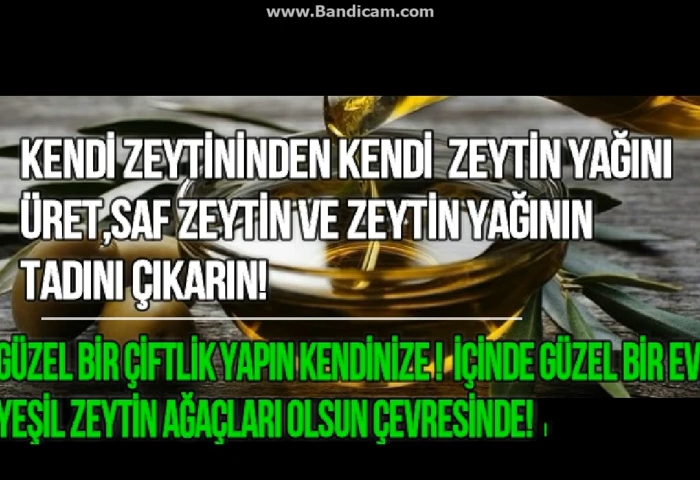 www.Bandicam.com
KENDİ ZEYTİNİNDEN KENDİ ZEYTİN YAĞINI
ÜRET,SAF ZEYTİN VE ZEYTİN YAĞININ
TADINI ÇIKARIN!
GÜZEL BİR ÇİFTLİK YAPIN KENDİNİZE ! İÇİNDE GÜZEL BİR EV
YEŞİL ZEYTİN AĞAÇLARI OLSUN ÇEVRESİNDE!